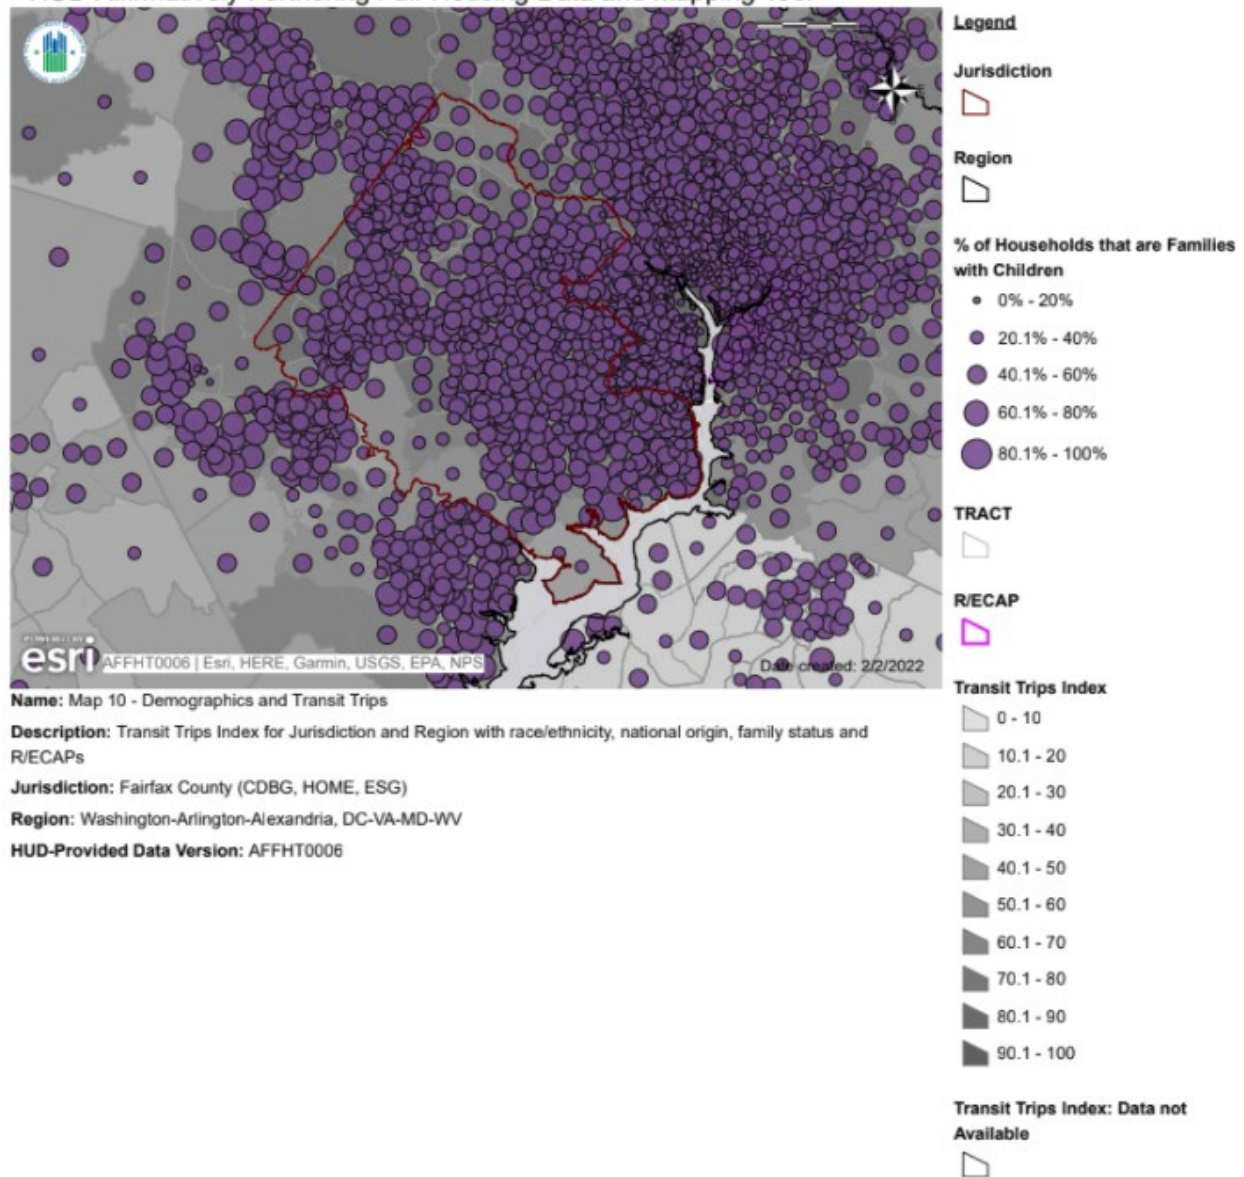 Legend
Jurisdiction
Region
% of Households that are Families
with Children
0% - 20%
20.1% - 40%
40.1% - 60%
60.1% - 80%
80.1% - 100%
TRACT
R/ECAP
Transit Trips Index
0 - 10
10.1 - 20
20.1 - 30
30.1 - 40
40.1 - 50
50.1 - 60
60.1 - 70
70.1 - 80
80.1 - 90
90.1 - 100
Transit Trips Index: Data not
Available
POWERED BY
esri
AFFHT0006 | Esri, HERE, Garmin, USGS, EPA, NPS
Date created: 2/2/2022
Name: Map 10 - Demographics and Transit Trips
Description: Transit Trips Index for Jurisdiction and Region with race/ethnicity, national origin, family status and
R/ECAPs
Jurisdiction: Fairfax County (CDBG, HOME, ESG)
Region: Washington-Arlington-Alexandria, DC-VA-MD-WV
HUD-Provided Data Version: AFFHT0006